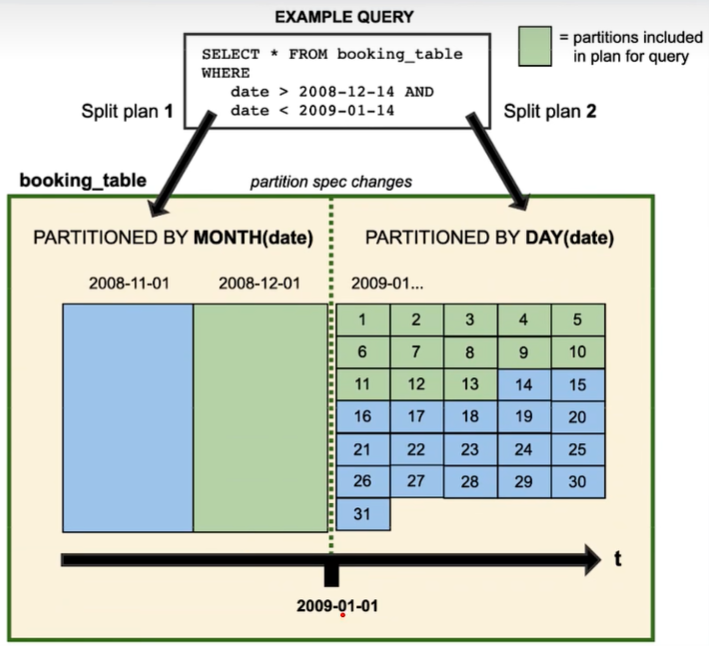 EXAMPLE QUERY
SELECT * FROM booking_table
WHERE
date > 2008-12-14 AND
date < 2009-01-14
= partitions included
in plan for query
Split plan 1
Split plan 2
booking_table
partition spec changes
PARTITIONED BY MONTH(date)
PARTITIONED BY DAY(date)
2008-11-01
2008-12-01
2009-01...
1 2 3 4 5
6 7 8 9 10
11 12 13 14 15
16 17 18 19 20
21 22 23 24 25
26 27 28 29 30
31
t
2009-01-01